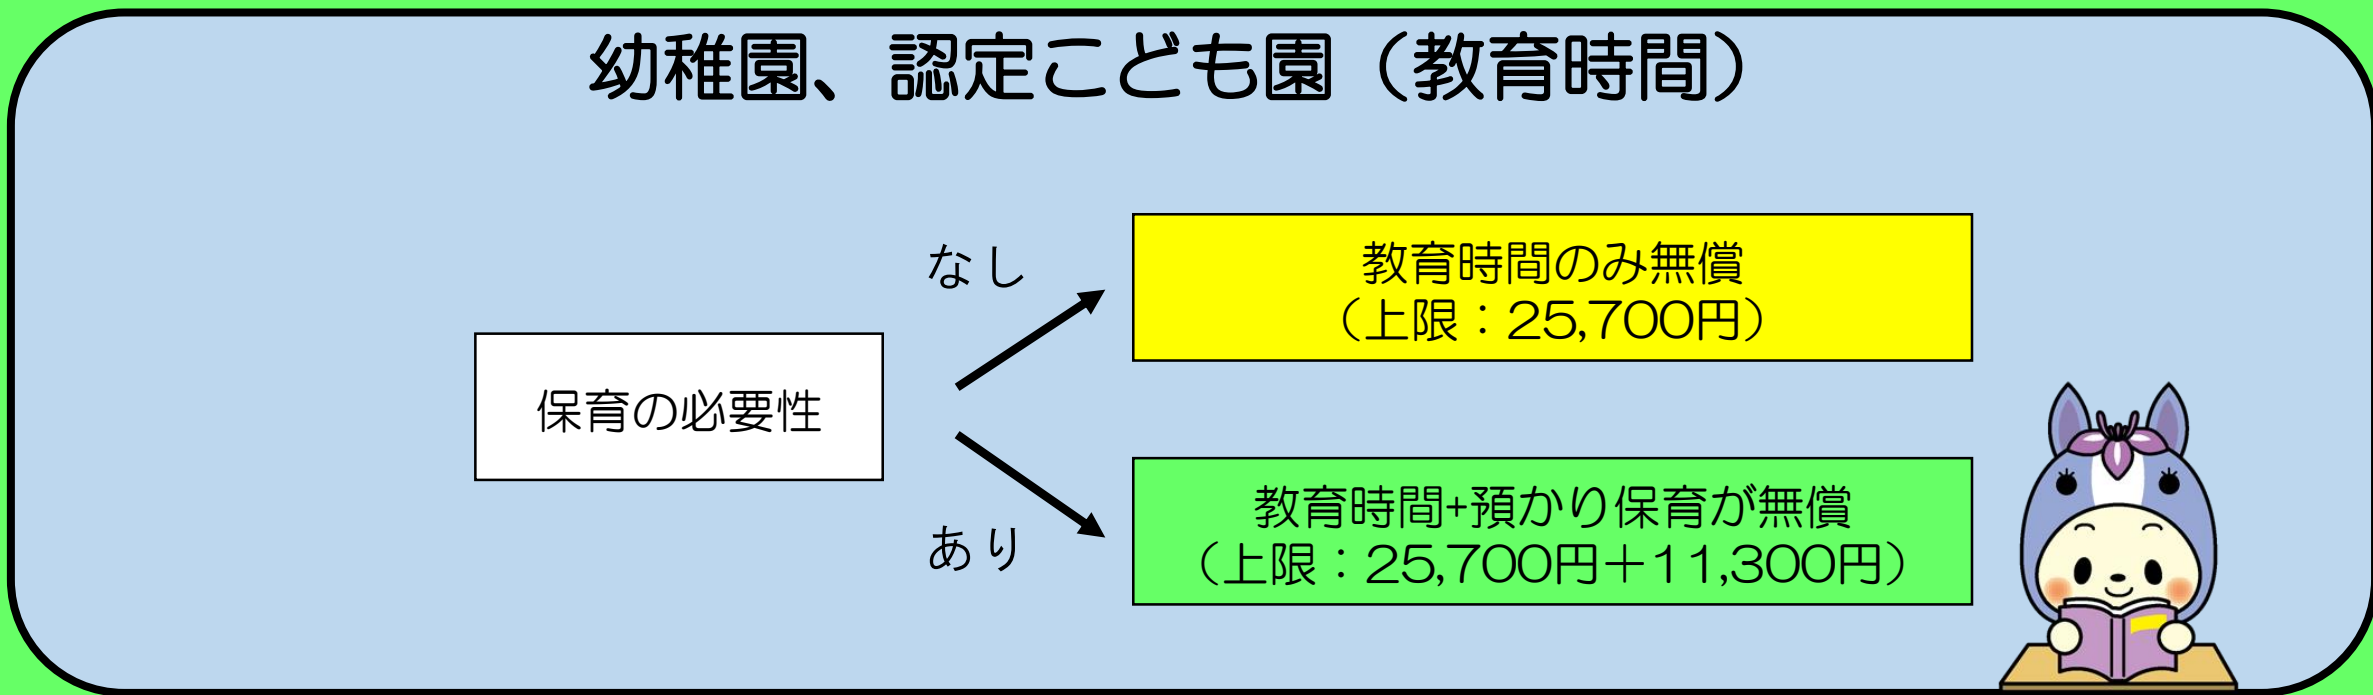 幼稚園、認定こども園（教育時間）
なし
教育時間のみ無償
（上限：25,700円）
保育の必要性
あり
教育時間+預かり保育が無償
（上限：25,700円＋11,300円）